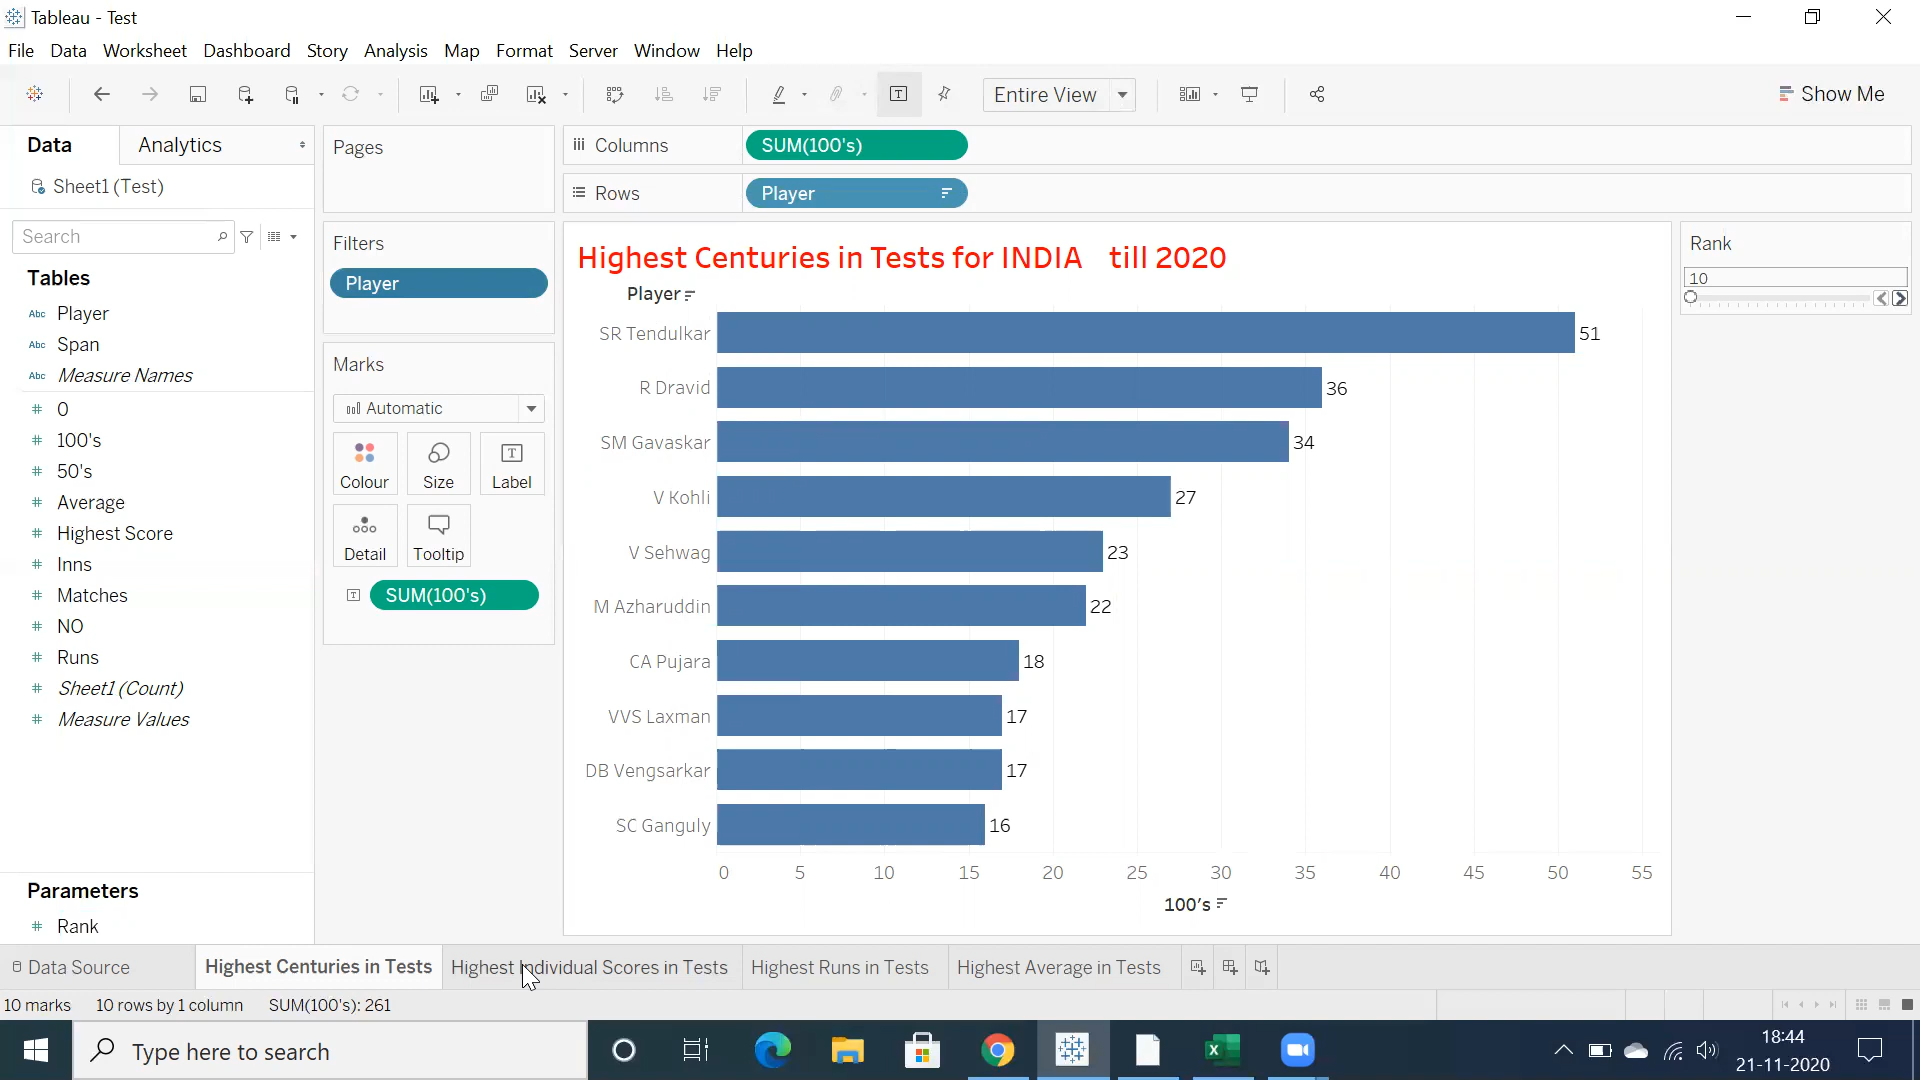 Tableau - Test
File Data Worksheet Dashboard Story Analysis Map Format Server Window Help
Entire View
Show Me
Data
Analytics
Sheet1 (Test)
Search
Tables
Abc Player
Abc Span
Abc Measure Names
# 0
# 100's
# 50's
# Average
# Highest Score
# Inns
# Matches
# NO
# Runs
# Sheet1 (Count)
# Measure Values
Parameters
# Rank
Pages
Filters
Player
Marks
Automatic
Colour
Size
T
Label
Detail
Tooltip
T SUM(100's)
Columns SUM(100's)
Rows Player
Highest Centuries in Tests for INDIA till 2020
Player
SR Tendulkar 51
R Dravid 36
SM Gavaskar 34
V Kohli 27
V Sehwag 23
M Azharuddin 22
CA Pujara 18
VVS Laxman 17
DB Vengsarkar 17
SC Ganguly 16
0 5 10 15 20 25 30 35 40 45 50 55
100's
Rank
10
Data Source
Highest Centuries in Tests
Highest Individual Scores in Tests
Highest Runs in Tests
Highest Average in Tests
10 marks 10 rows by 1 column SUM(100's): 261
Type here to search
18:44
21-11-2020